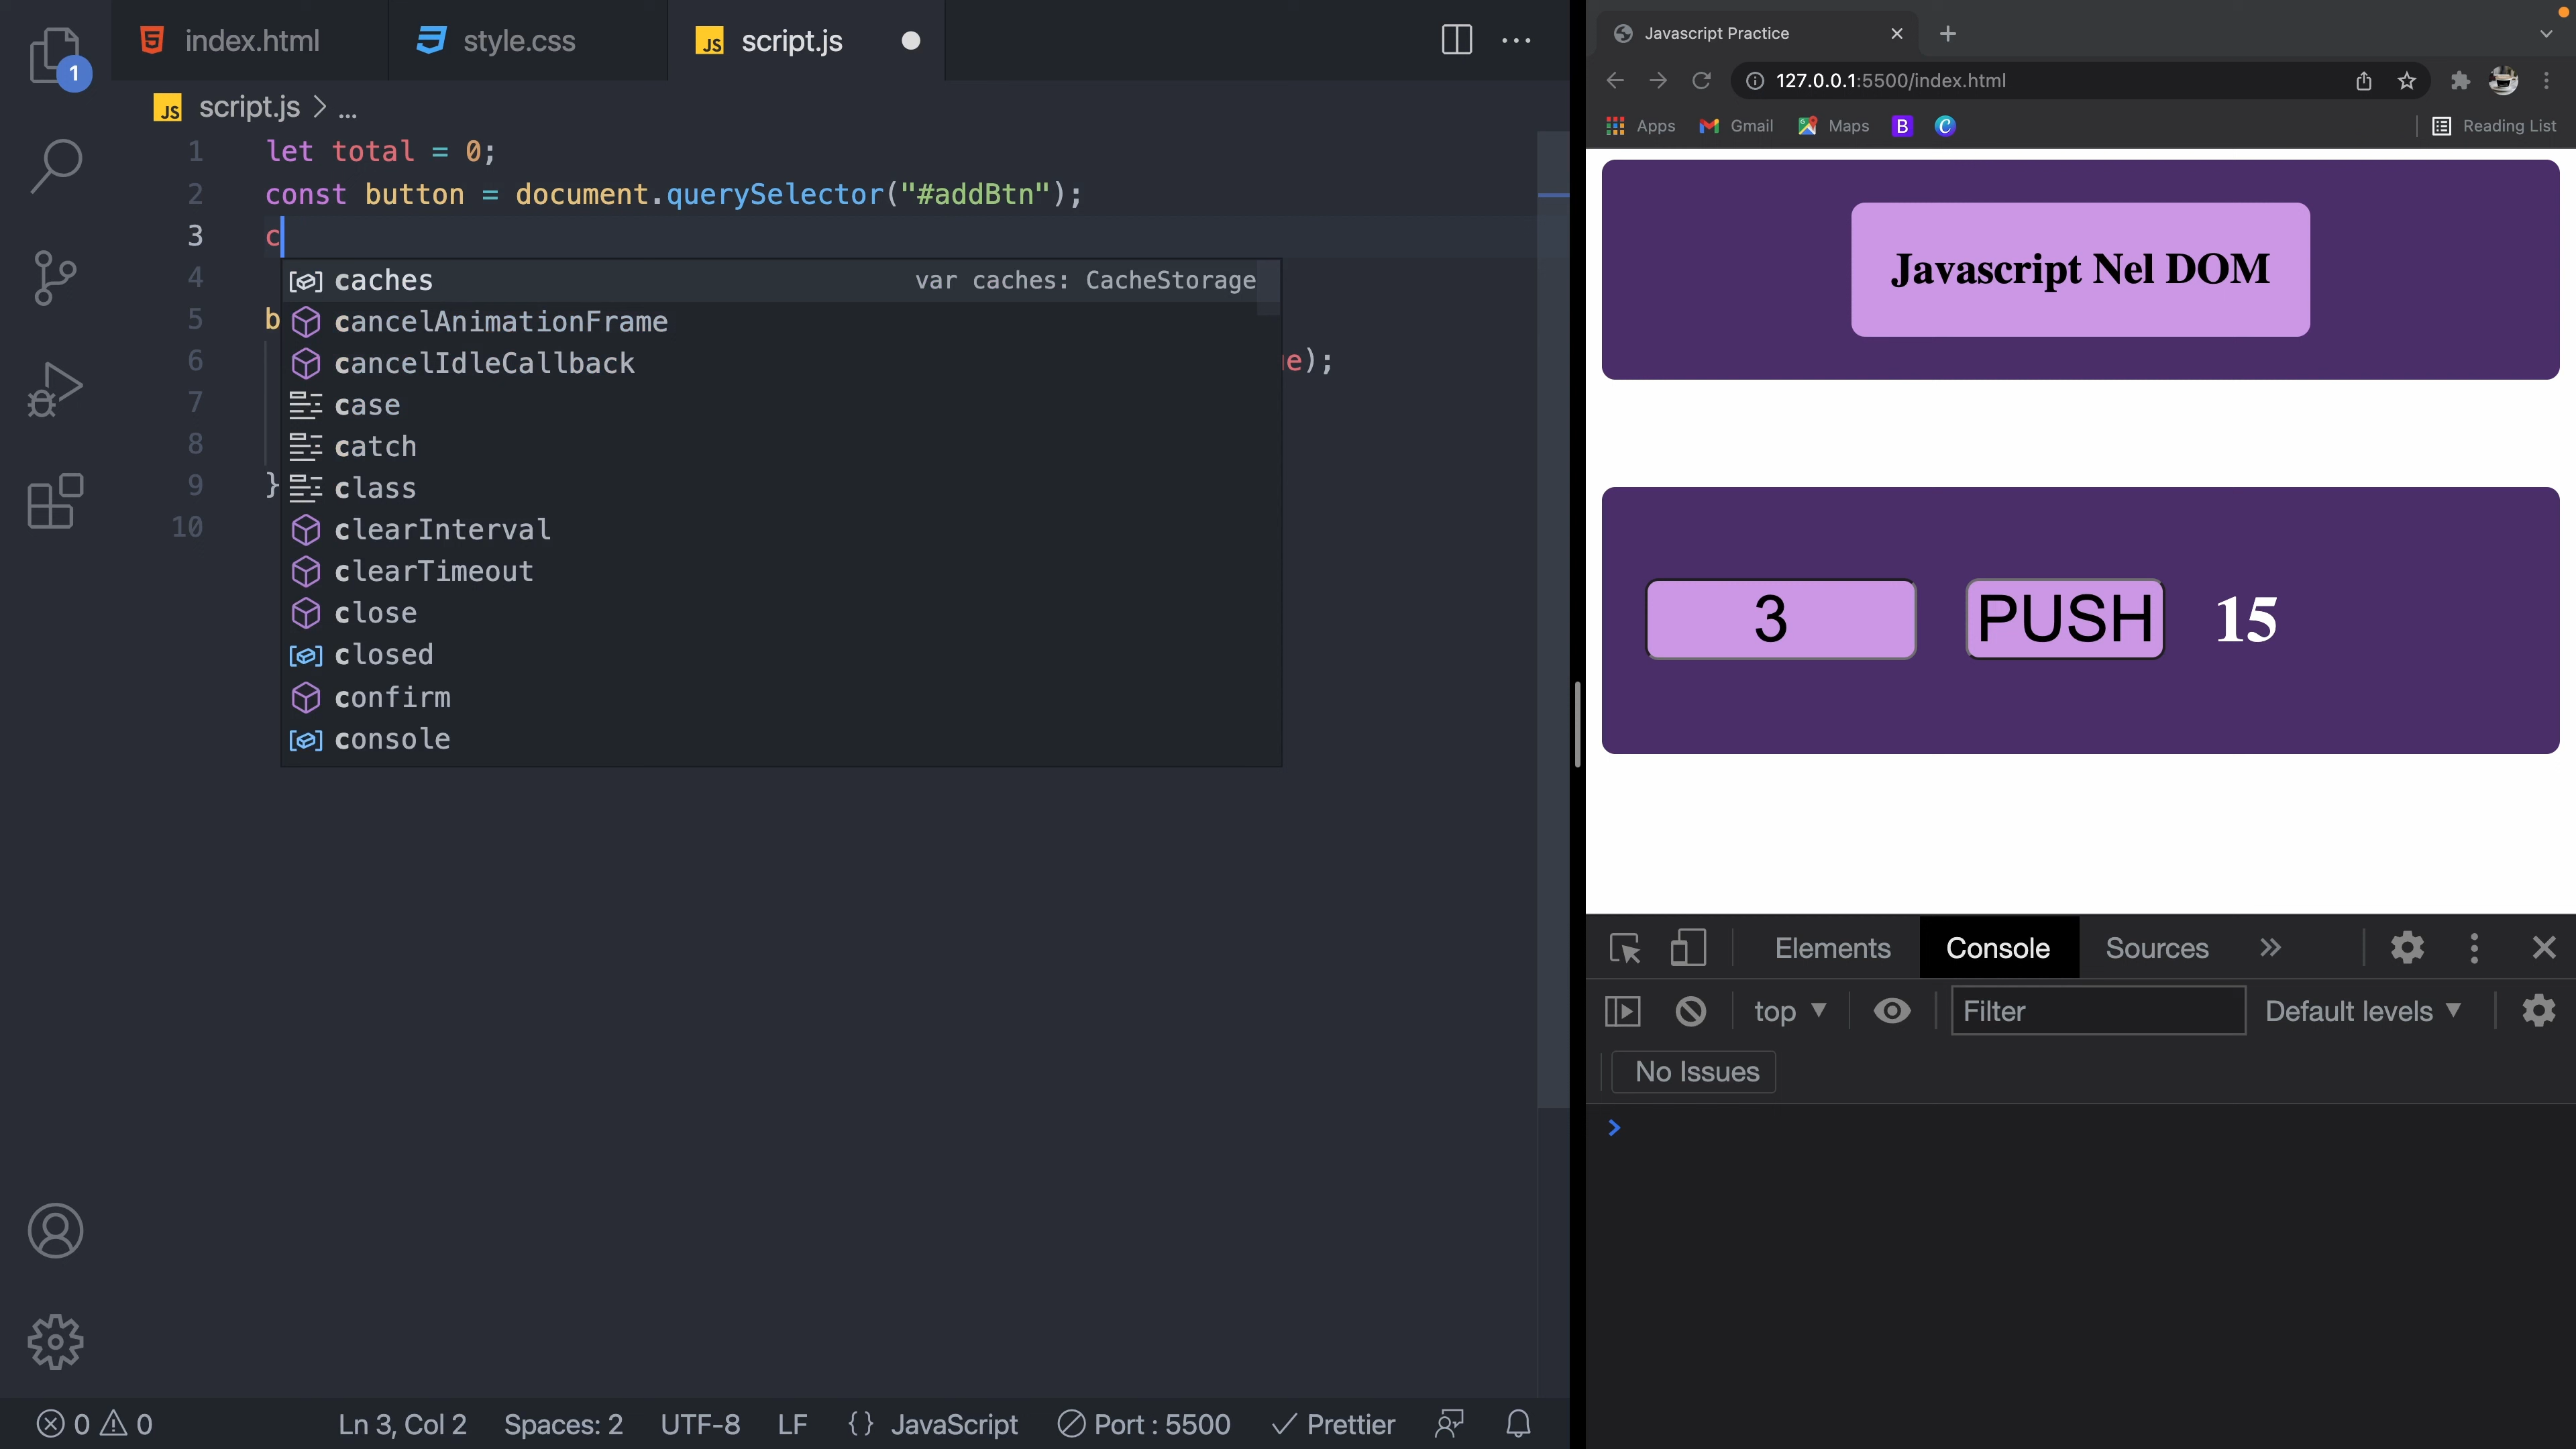 index.html
style.css
JS script.js
1
JS script.js > ...
1 let total = 0;
2 const button = document.querySelector("#addBtn");
3 c
4
5 b
6 e);
7
8
9 }
10
caches var caches: CacheStorage
cancelAnimationFrame
cancelIdleCallback
case
catch
class
clearInterval
clearTimeout
close
closed
confirm
console
0 0
Ln 3, Col 2 Spaces: 2 UTF-8 LF {} JavaScript Port : 5500 Prettier
Javascript Practice
127.0.0.1:5500/index.html
Apps Gmail Maps B C Reading List
Javascript Nel DOM
3 PUSH 15
Elements Console Sources
top Filter Default levels
No Issues